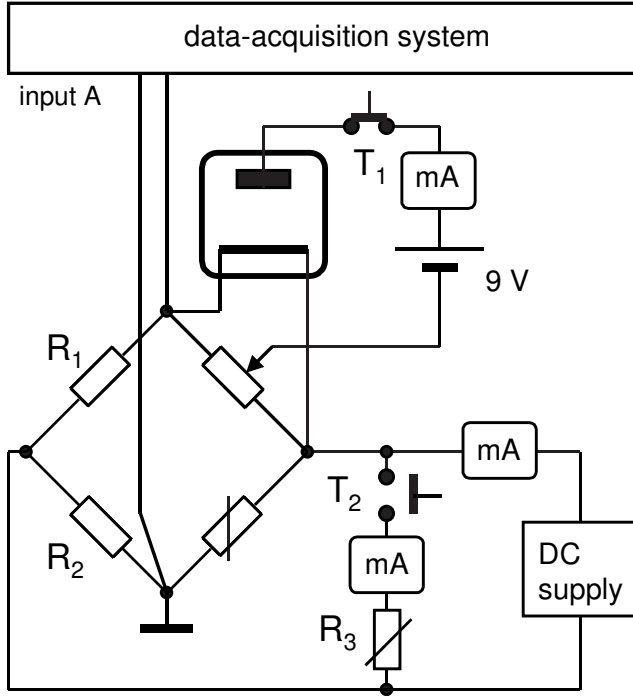 data-acquisition system
input A
T1
mA
9 V
R1
mA
T2
R2
mA
DC
supply
R3